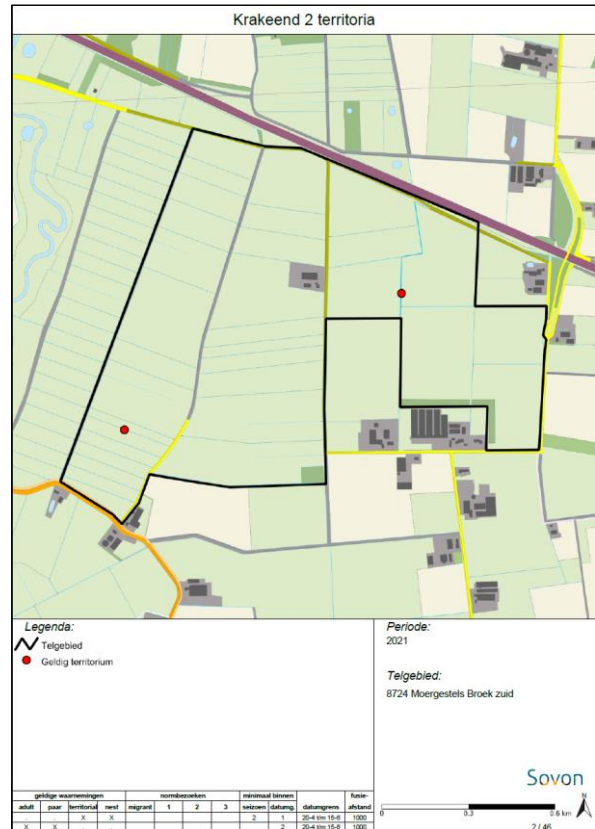 Krakeend 2 territoria
Legenda:
Telgebied
Geldig territorium
Periode:
2021
Telgebied:
8724 Moergestels Broek zuid
Sovon
0 0.3 0.6 km
2 / 46
geldige waarnemingen normbezoeken minimaal binnen fusie-
adult paar territoriaal nest migrant 1 2 3 seizoen datumg. datumgrens afstand
. . X X 2 1 20-4 t/m 15-6 1000
X X . . . 2 20-4 t/m 15-6 1000